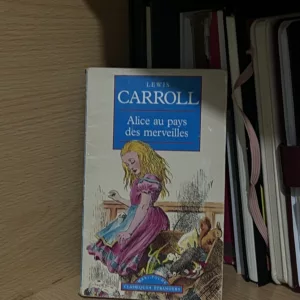 LEWIS
CARROLL
Alice au pays
des merveilles
CLASSIQUES ÉTRANGERS